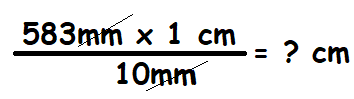 583mm x 1 cm = ? cm
10mm